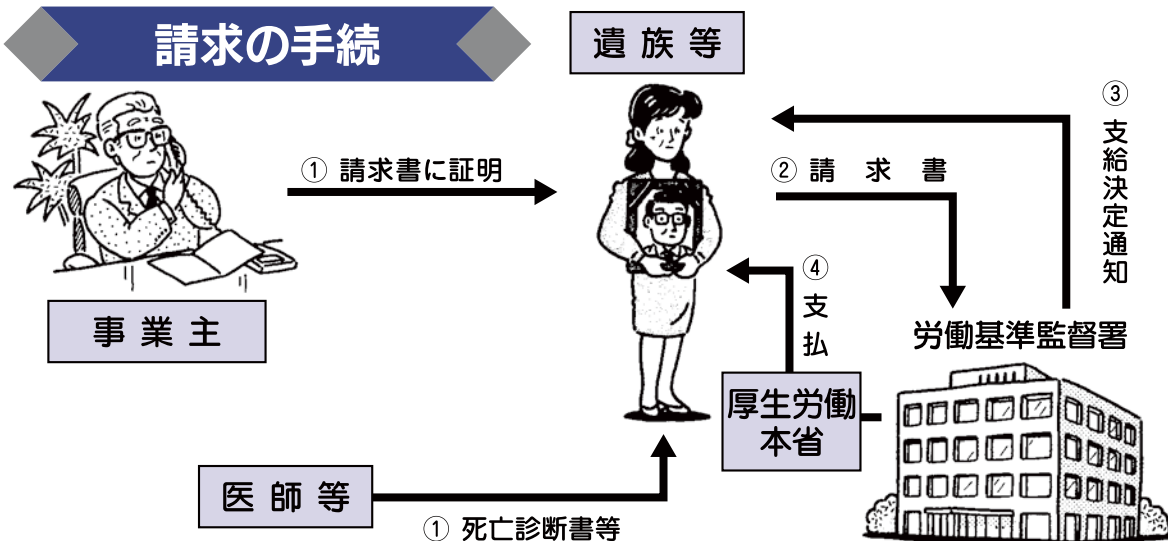 請求の手続
遺族等
① 請求書に証明
② 請求書
③ 支給決定通知
④ 支払
事業主
労働基準監督署
厚生労働
本省
医師等
① 死亡診断書等